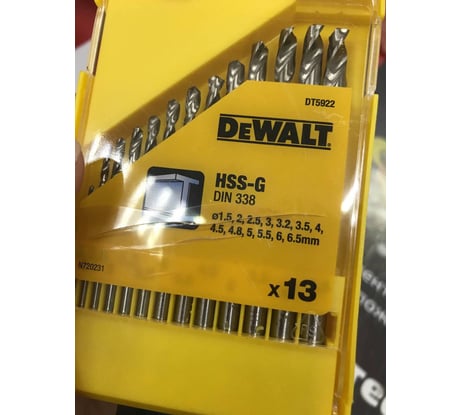 DT5922
DEWALT.
HSS-G
DIN 338
ø1.5, 2, 2.5, 3, 3.2, 3.5, 4,
4.5, 4.8, 5, 5.5, 6, 6.5mm
N720231
x13